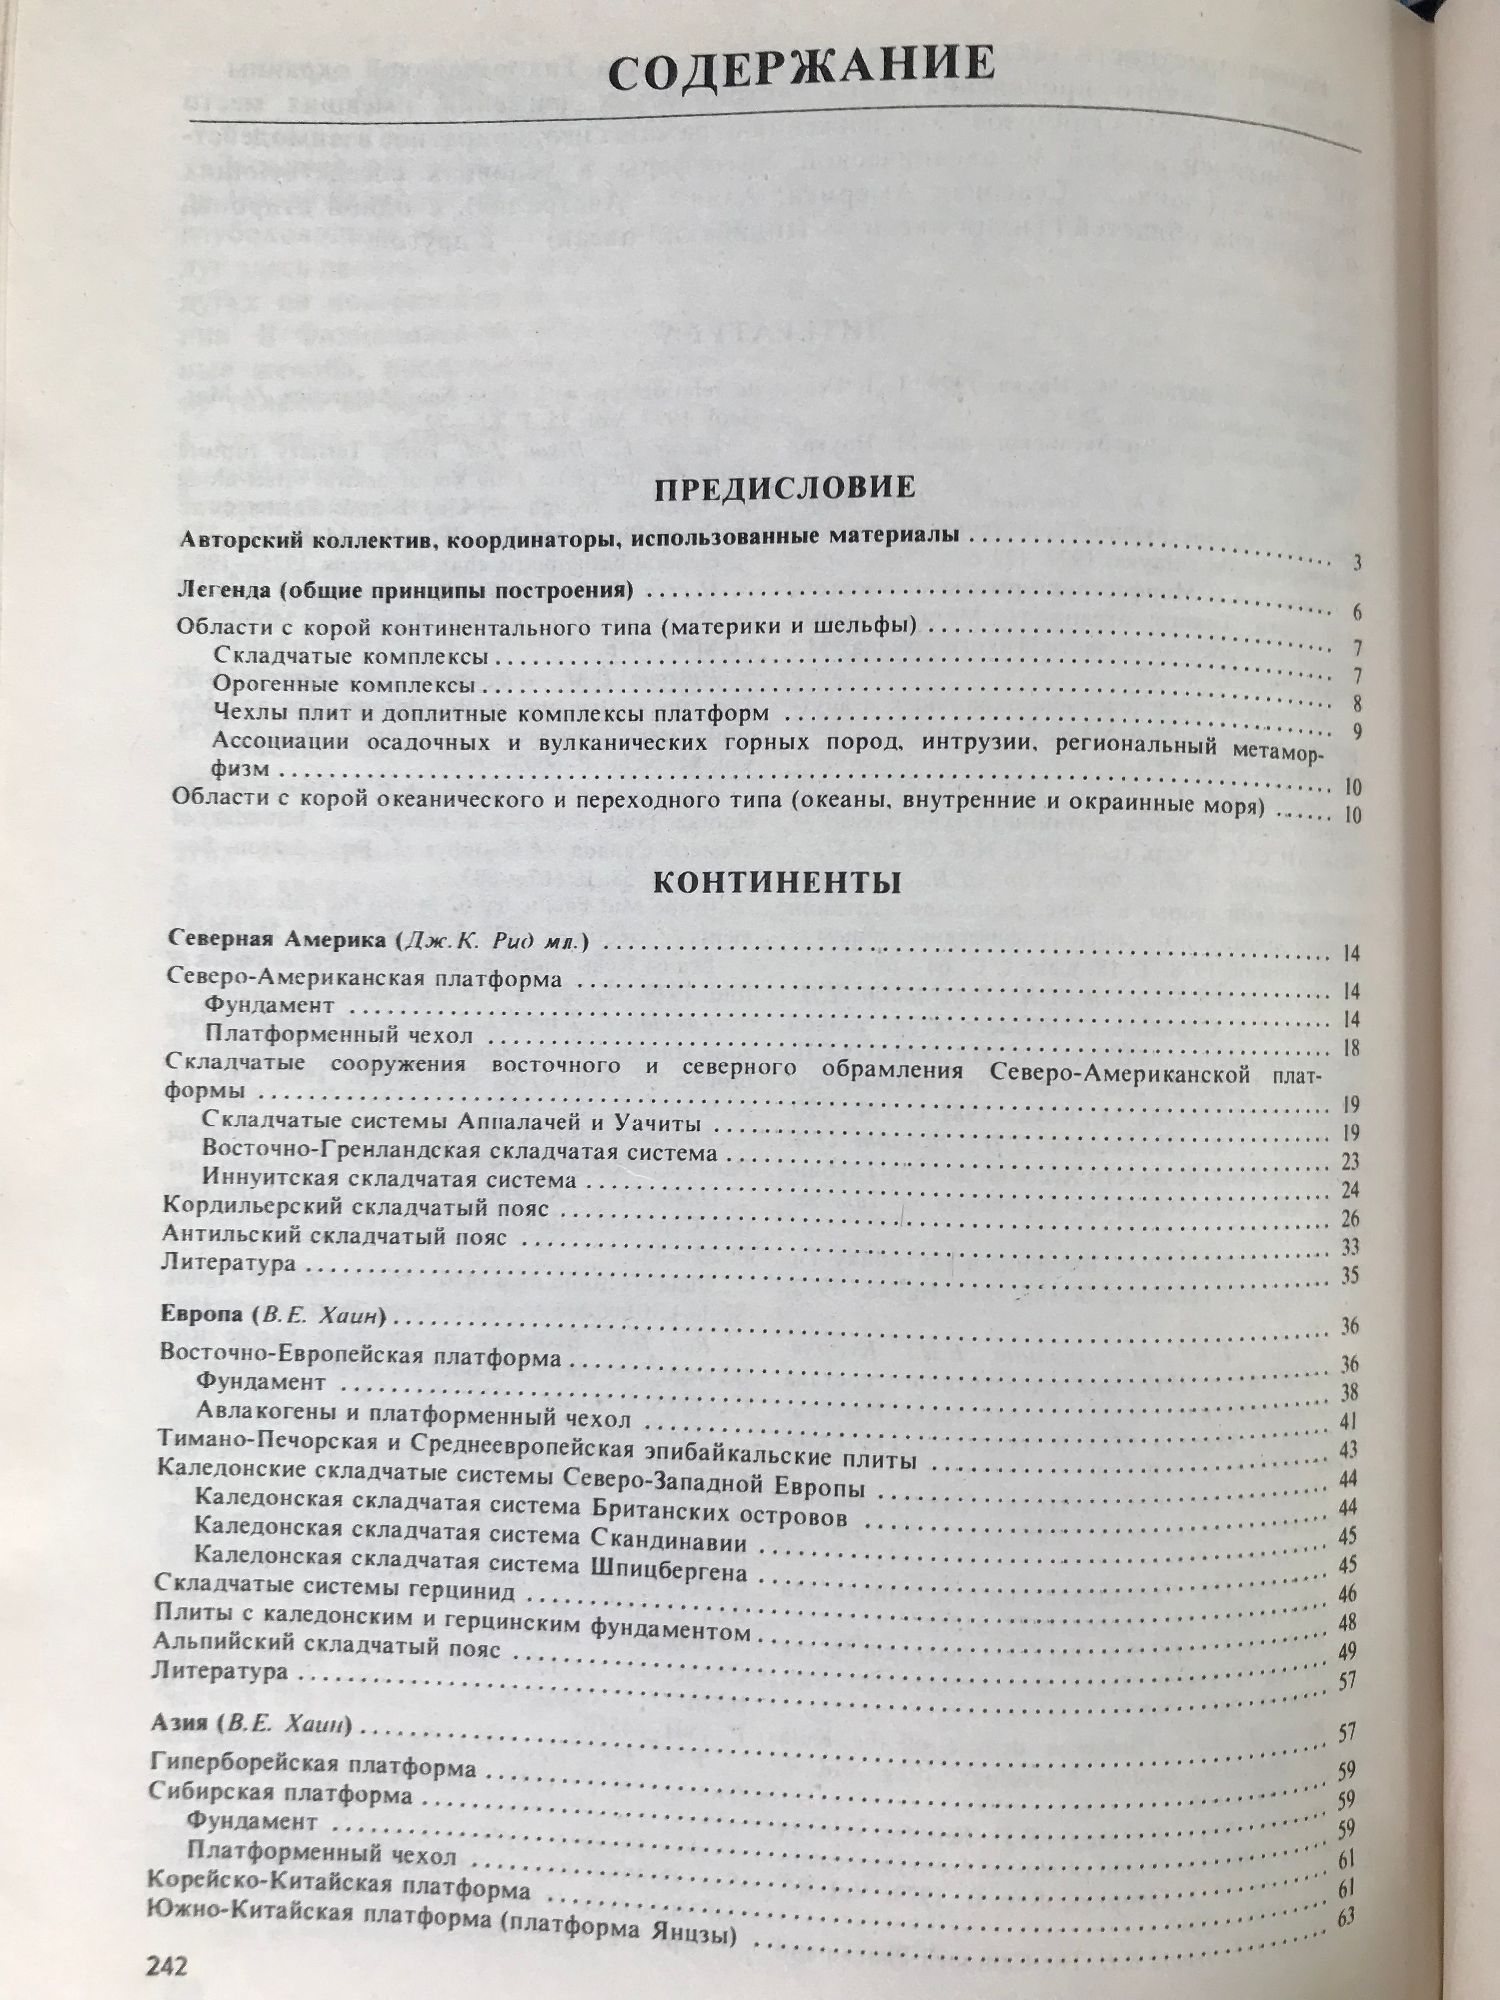 СОДЕРЖАНИЕ
ПРЕДИСЛОВИЕ
Авторский коллектив, координаторы, использованные материалы ........ 3
Легенда (общие принципы построения) ........ 6
Области с корой континентального типа (материки и шельфы) ........ 7
Складчатые комплексы ........ 7
Орогенные комплексы ........ 8
Чехлы плит и доплитные комплексы платформ ........ 9
Ассоциации осадочных и вулканических горных пород, интрузии, региональный метамор-
физм ........ 10
Области с корой океанического и переходного типа (океаны, внутренние и окраинные моря) ...... 10
КОНТИНЕНТЫ
Северная Америка (Дж. К. Рид мл.) ........ 14
Северо-Американская платформа ........ 14
Фундамент ........ 14
Платформенный чехол ........ 18
Складчатые сооружения восточного и северного обрамления Северо-Американской плат-
формы ........ 19
Складчатые системы Аппалачей и Уачиты ........ 19
Восточно-Гренландская складчатая система ........ 23
Иннуитская складчатая система ........ 24
Кордильерский складчатый пояс ........ 26
Антильский складчатый пояс ........ 33
Литература ........ 35
Европа (В. Е. Хаин) ........ 36
Восточно-Европейская платформа ........ 36
Фундамент ........ 38
Авлакогены и платформенный чехол ........ 41
Тимано-Печорская и Среднеевропейская эпибайкальские плиты ........ 43
Каледонские складчатые системы Северо-Западной Европы ........ 44
Каледонская складчатая система Британских островов ........ 44
Каледонская складчатая система Скандинавии ........ 45
Каледонская складчатая система Шпицбергена ........ 45
Складчатые системы герцинид ........ 46
Плиты с каледонским и герцинским фундаментом ........ 48
Альпийский складчатый пояс ........ 49
Литература ........ 57
Азия (В. Е. Хаин) ........ 57
Гиперборейская платформа ........ 59
Сибирская платформа ........ 59
Фундамент ........ 59
Платформенный чехол ........ 61
Корейско-Китайская платформа ........ 61
Южно-Китайская платформа (платформа Янцзы) ........ 63
242